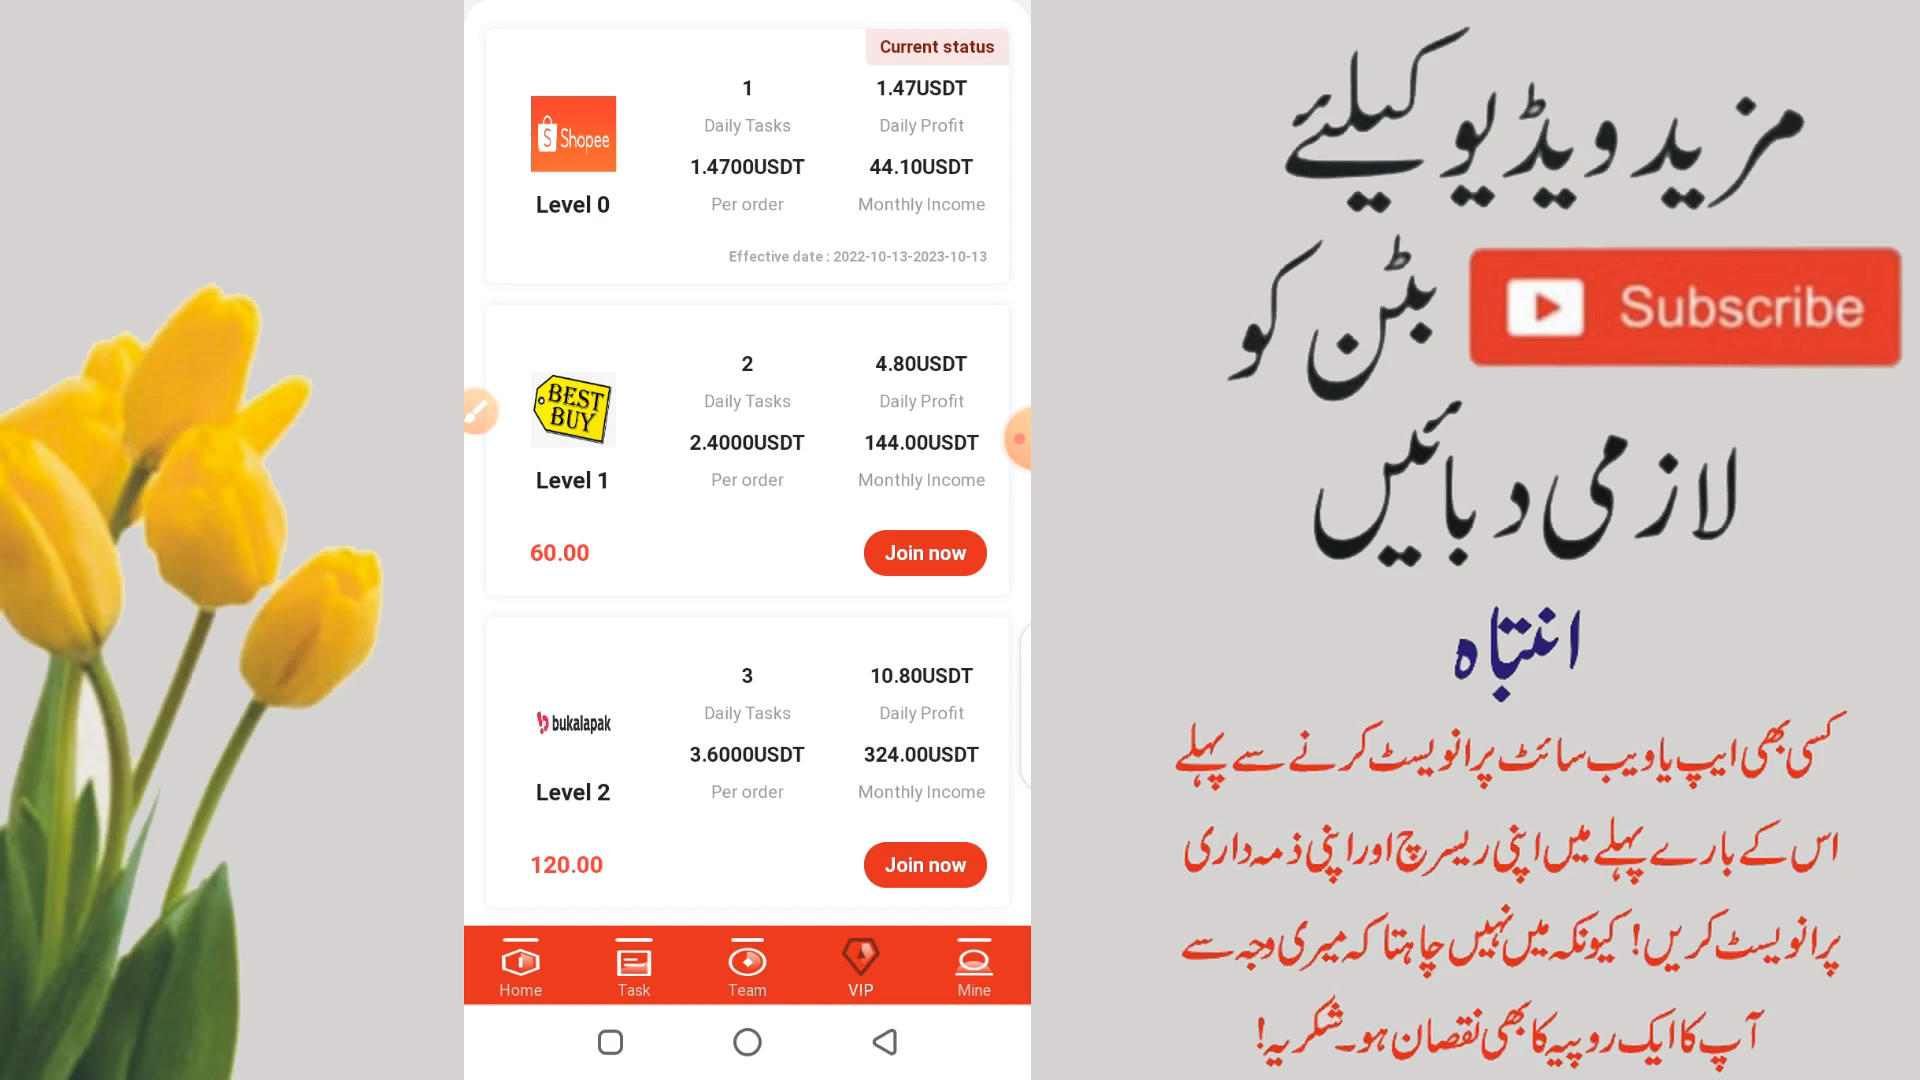 Current status
1
1.47USDT
Daily Tasks
Daily Profit
1.4700USDT
44.10USDT
Per order
Monthly Income
Shopee
Level 0
Effective date : 2022-10-13-2023-10-13
2
4.80USDT
Daily Tasks
Daily Profit
2.4000USDT
144.00USDT
Per order
Monthly Income
BEST
BUY
Level 1
60.00
Join now
3
10.80USDT
Daily Tasks
Daily Profit
3.6000USDT
324.00USDT
Per order
Monthly Income
bukalapak
Level 2
120.00
Join now
Home
Task
Team
VIP
Mine
مزید ویڈیو کیلئے
Subscribe بٹن کو
لازمی دبائیں
انتباہ
کسی بھی ایپ یا ویب سائٹ پر انویسٹ کرنے سے پہلے
اس کے بارے پہلے میں اپنی ریسرچ اور اپنی ذمہ داری
پر انویسٹ کریں! کیونکہ میں نہیں چاہتا کہ میری وجہ سے
آپ کا ایک روپیہ کا بھی نقصان ہو۔ شکریہ!